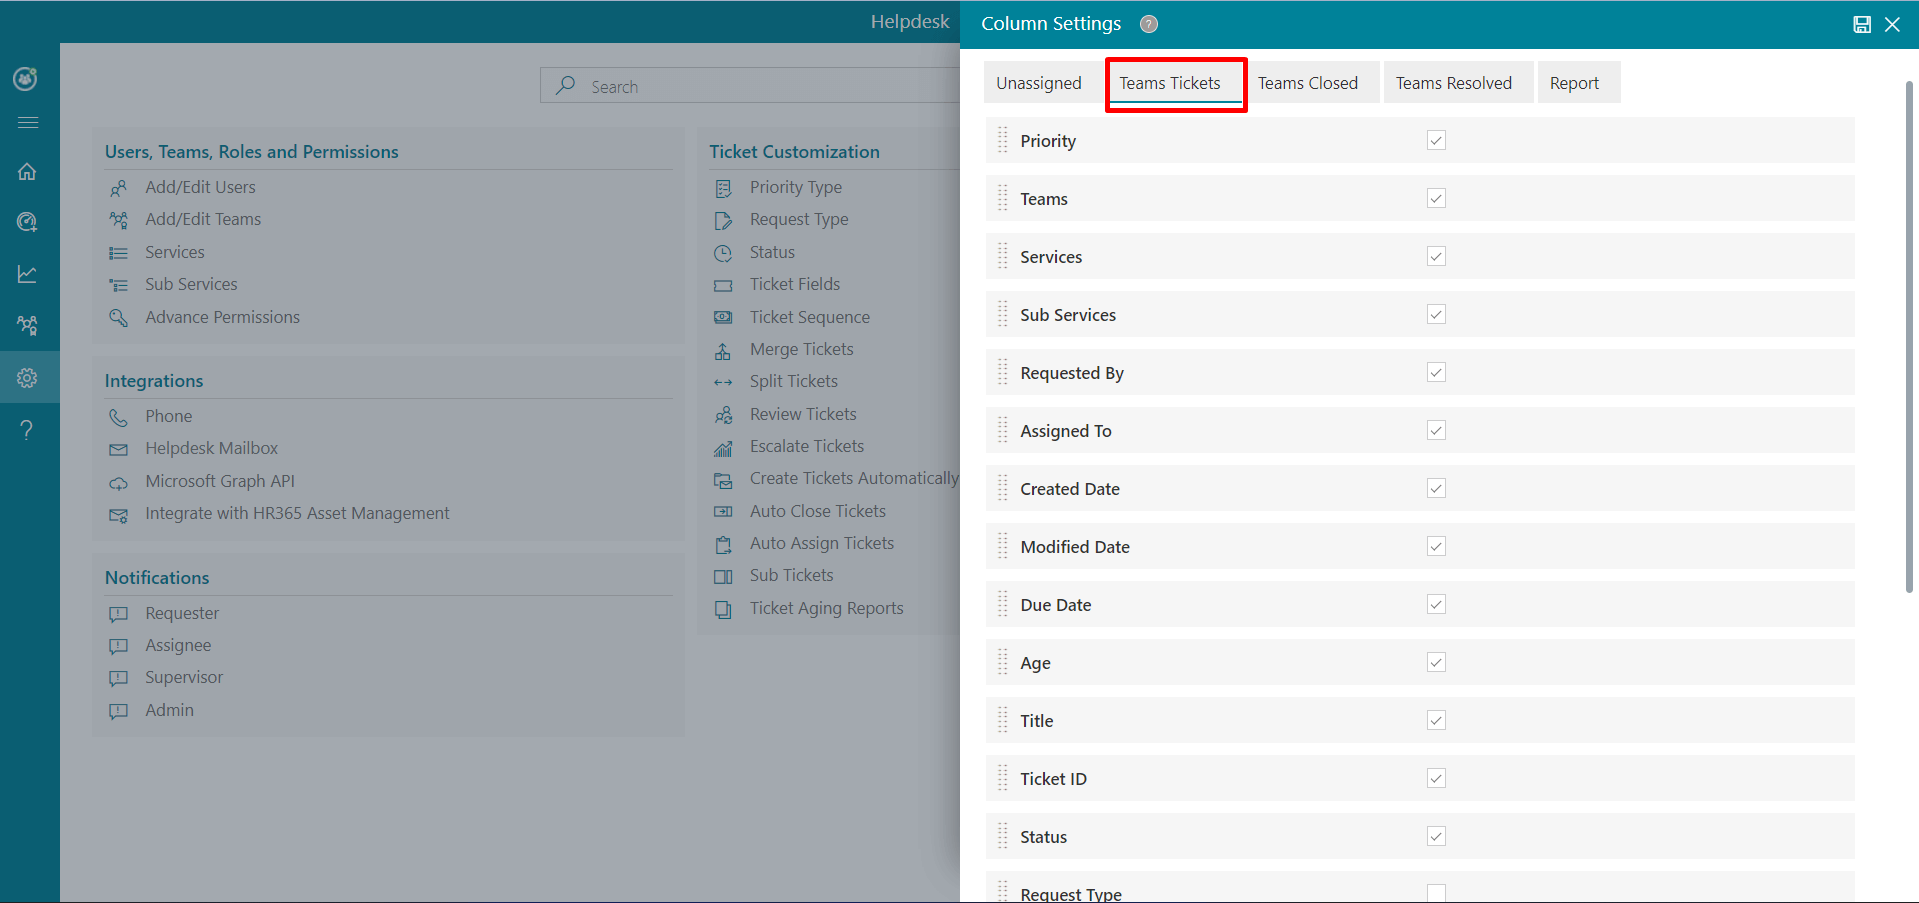 Helpdesk
Search
Users, Teams, Roles and Permissions
Add/Edit Users
Add/Edit Teams
Services
Sub Services
Advance Permissions
Integrations
Phone
Helpdesk Mailbox
Microsoft Graph API
Integrate with HR365 Asset Management
Notifications
Requester
Assignee
Supervisor
Admin
Ticket Customization
Priority Type
Request Type
Status
Ticket Fields
Ticket Sequence
Merge Tickets
Split Tickets
Review Tickets
Escalate Tickets
Create Tickets Automatically
Auto Close Tickets
Auto Assign Tickets
Sub Tickets
Ticket Aging Reports
Column Settings ?
Unassigned Teams Tickets Teams Closed Teams Resolved Report
Priority
Teams
Services
Sub Services
Requested By
Assigned To
Created Date
Modified Date
Due Date
Age
Title
Ticket ID
Status
Request Type